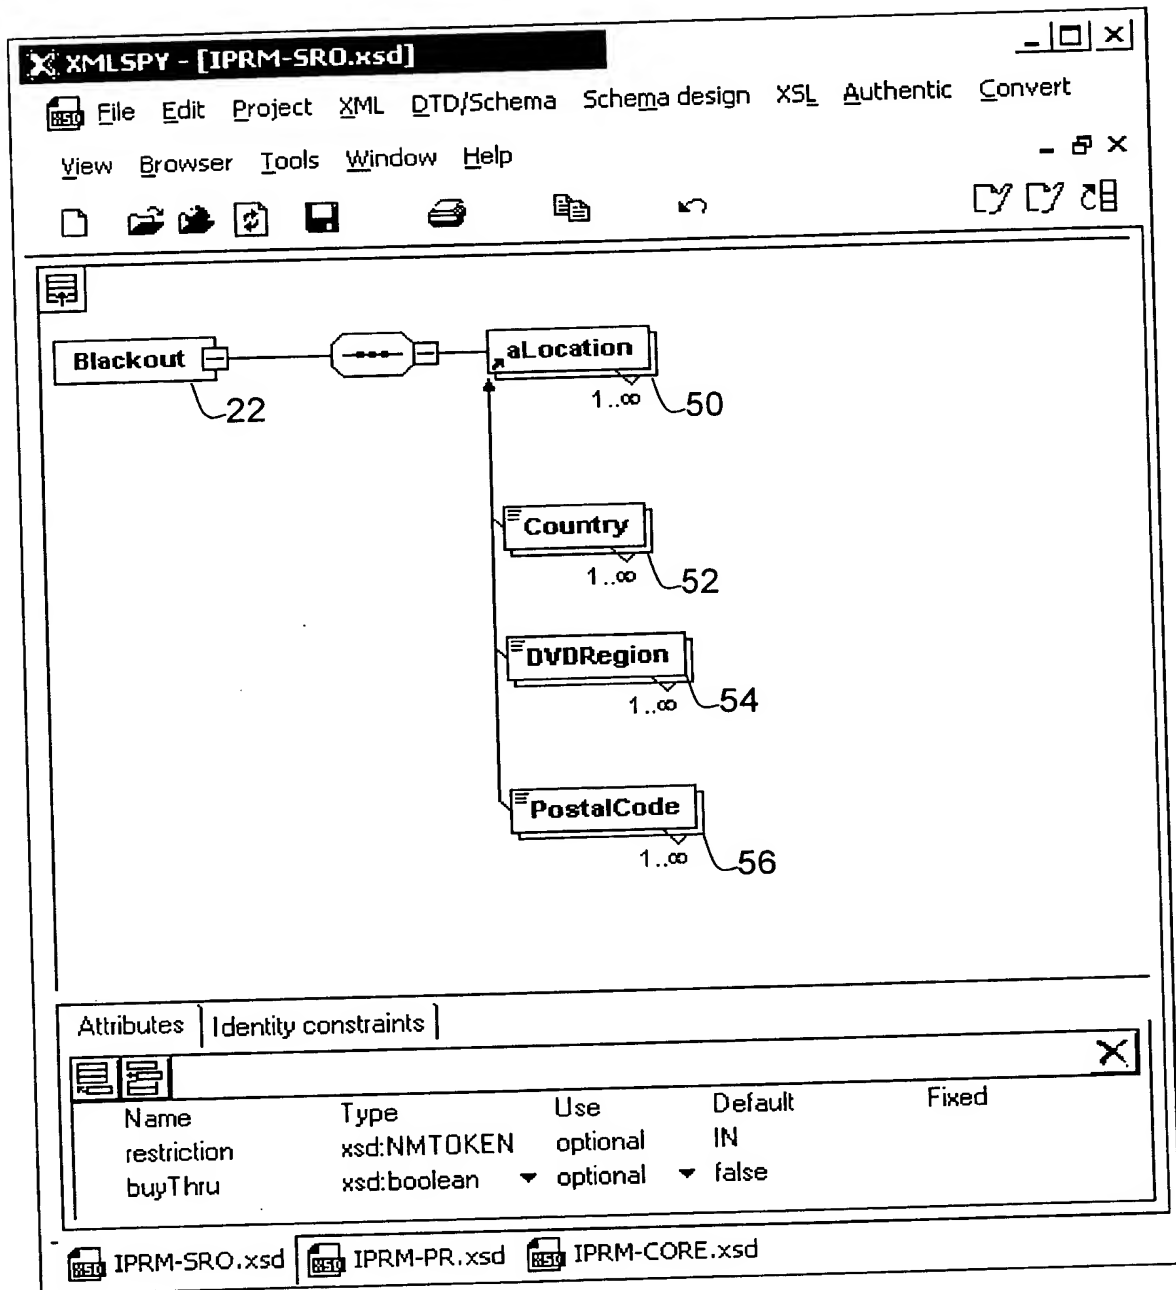 XMLSPY - [IPRM-SRO.xsd]
File Edit Project XML DTD/Schema Schema design XSL Authentic Convert
View Browser Tools Window Help
Blackout
22
aLocation
1..∞
50
Country
1..∞
52
DVDRegion
1..∞
54
PostalCode
1..∞
56
Attributes Identity constraints
Name Type Use Default Fixed
restriction xsd:NMTOKEN optional IN
buyThru xsd:boolean optional false
IPRM-SRO.xsd IPRM-PR.xsd IPRM-CORE.xsd